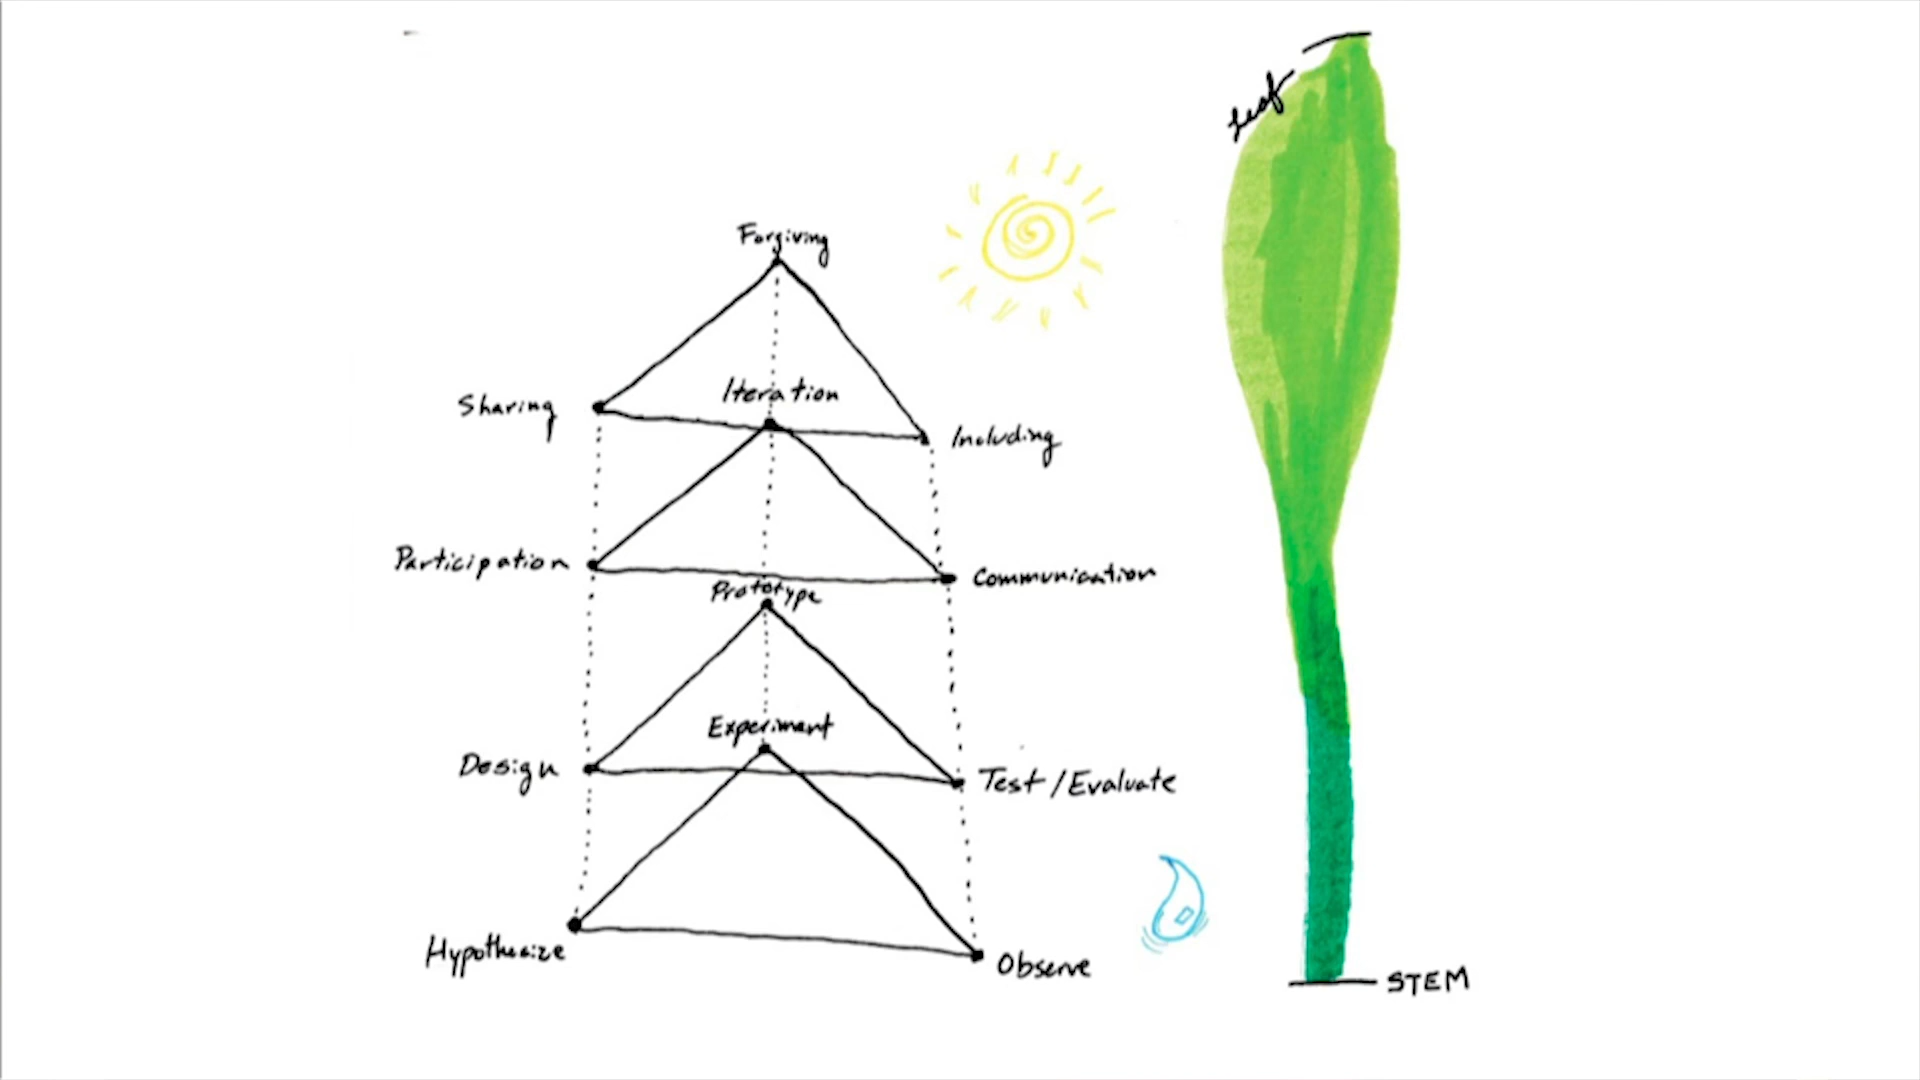 leaf
Forgiving
Iteration
Sharing
Including
Participation
Communication
Prototype
Experiment
Design
Test/Evaluate
Hypothesize
Observe
STEM